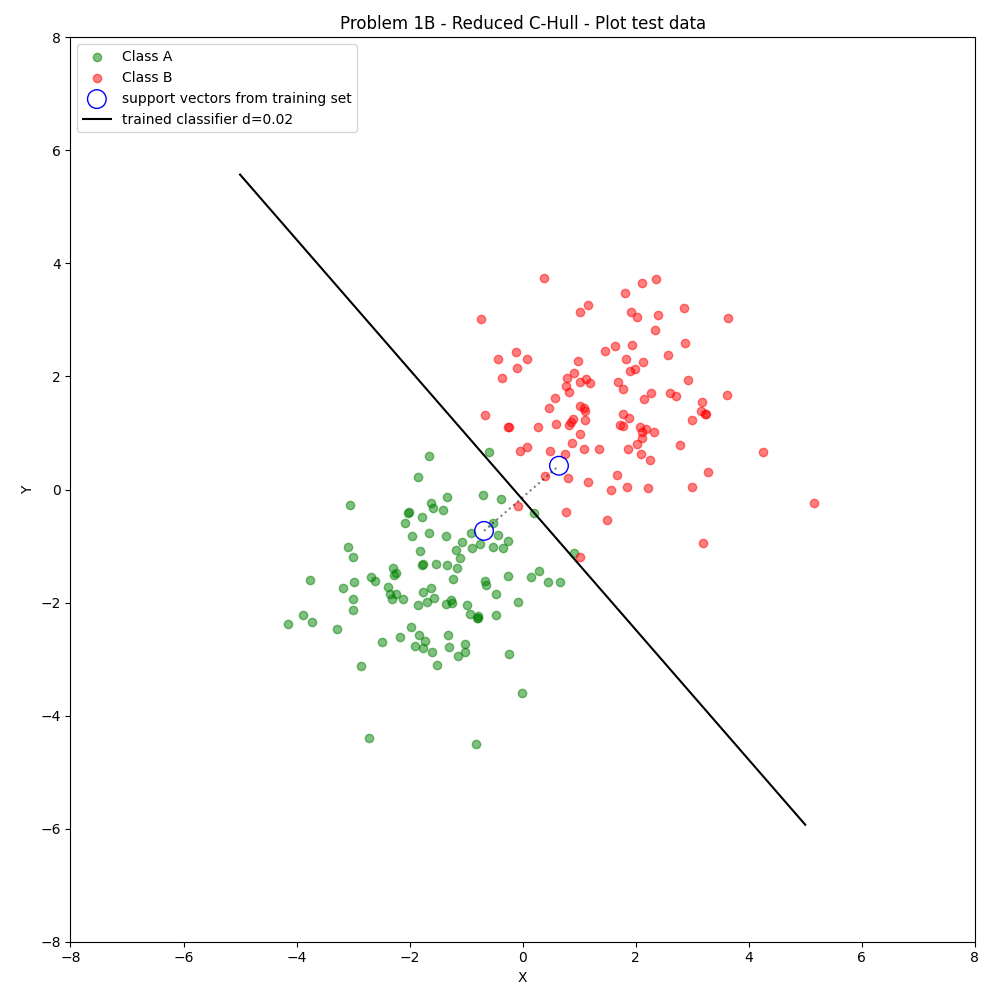 Problem 1B - Reduced C-Hull - Plot test data
Class A
Class B
support vectors from training set
trained classifier d=0.02
8
6
4
2
0
−2
−4
−6
−8
Y
−8 −6 −4 −2 0 2 4 6 8
X